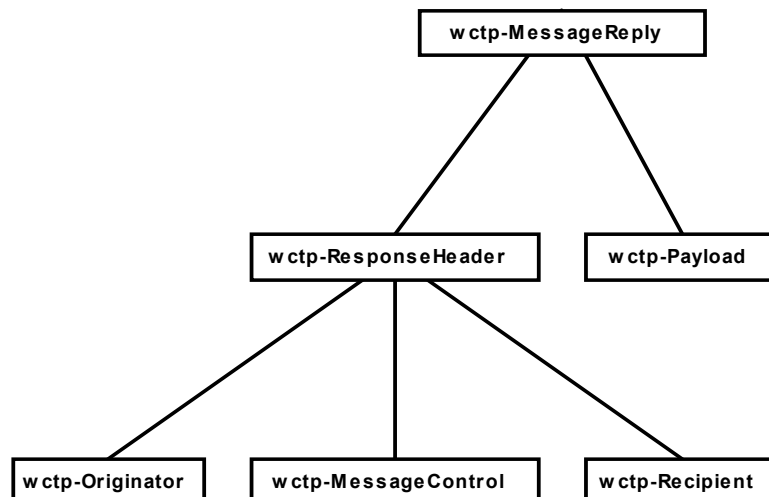 wctp-MessageReply
wctp-ResponseHeader
wctp-Payload
wctp-Originator
wctp-MessageControl
wctp-Recipient